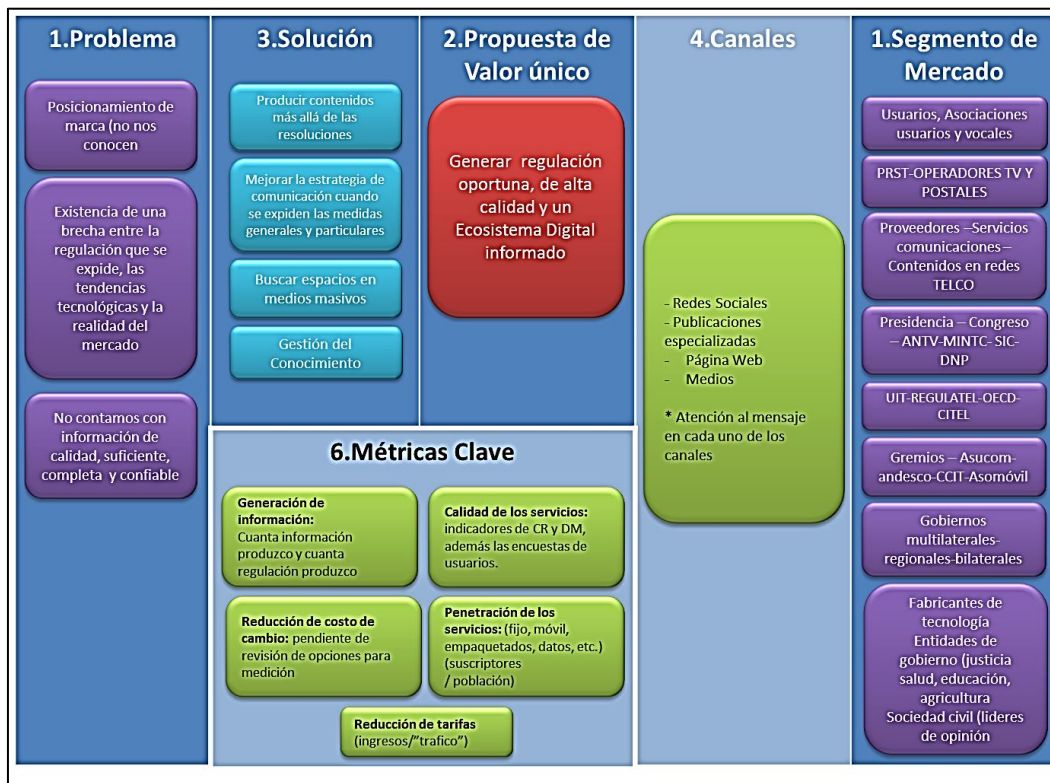 1.Problema
Posicionamiento de
marca (no nos
conocen
Existencia de una
brecha entre la
regulación que se
expide, las
tendencias
tecnológicas y la
realidad del
mercado
No contamos con
información de
calidad, suficiente,
completa y confiable
3.Solución
Producir contenidos
más allá de las
resoluciones
Mejorar la estrategia de
comunicación cuando
se expiden las medidas
generales y particulares
Buscar espacios en
medios masivos
Gestión del
Conocimiento
2.Propuesta de
Valor único
Generar regulación
oportuna, de alta
calidad y un
Ecosistema Digital
informado
6.Métricas Clave
Generación de
información:
Cuanta información
produzco y cuanta
regulación produzco
Calidad de los servicios:
indicadores de CR y DM,
además las encuestas de
usuarios.
Reducción de costo de
cambio: pendiente de
revisión de opciones para
medición
Penetración de los
servicios: (fijo, móvil,
empaquetados, datos, etc.)
(suscriptores
/ población)
Reducción de tarifas
(ingresos/"trafico")
4.Canales
- Redes Sociales
- Publicaciones
especializadas
- Página Web
- Medios
* Atención al mensaje
en cada uno de los
canales
1.Segmento de
Mercado
Usuarios, Asociaciones
usuarios y vocales
PRST-OPERADORES TV Y
POSTALES
Proveedores –Servicios
comunicaciones–
Contenidos en redes
TELCO
Presidencia – Congreso
– ANTV-MINTC- SIC-
DNP
UIT-REGULATEL-OECD-
CITEL
Gremios – Asucom-
andesco-CCIT-Asomóvil
Gobiernos
multilaterales-
regionales-bilaterales
Fabricantes de
tecnología
Entidades de
gobierno (justicia
salud, educación,
agricultura
Sociedad civil (lideres
de opinión